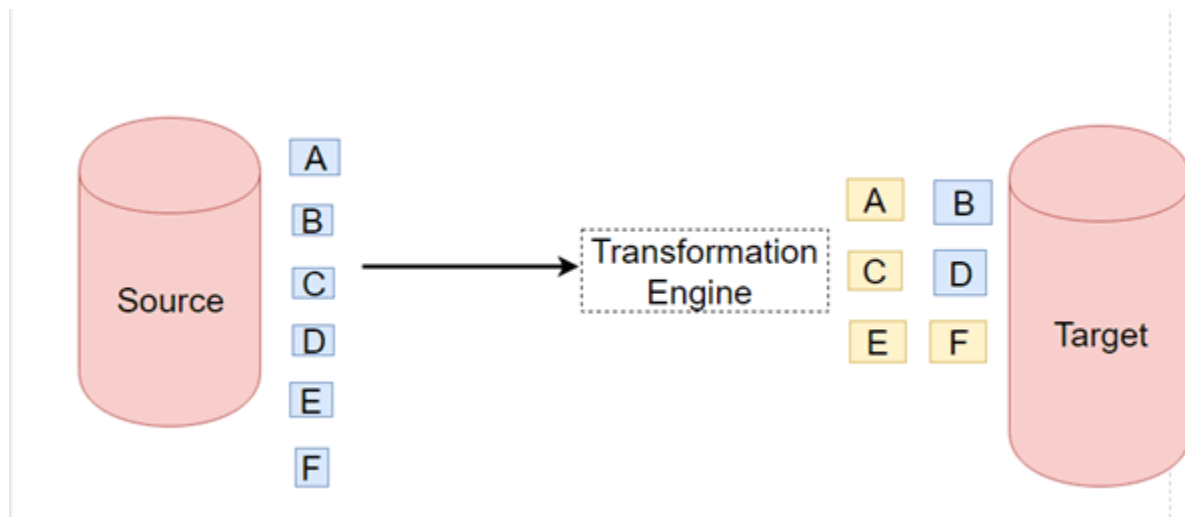 Source
A
B
C
D
E
F
Transformation
Engine
A B
C D
E F
Target